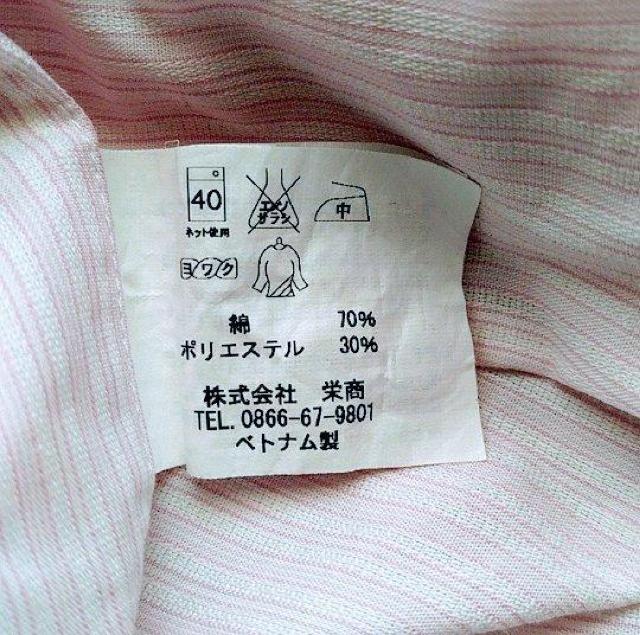 40
ネット使用
エンソ
サラシ
中
ヨワク
綿 70%
ポリエステル 30%
株式会社 栄商
TEL. 0866-67-9801
ベトナム製